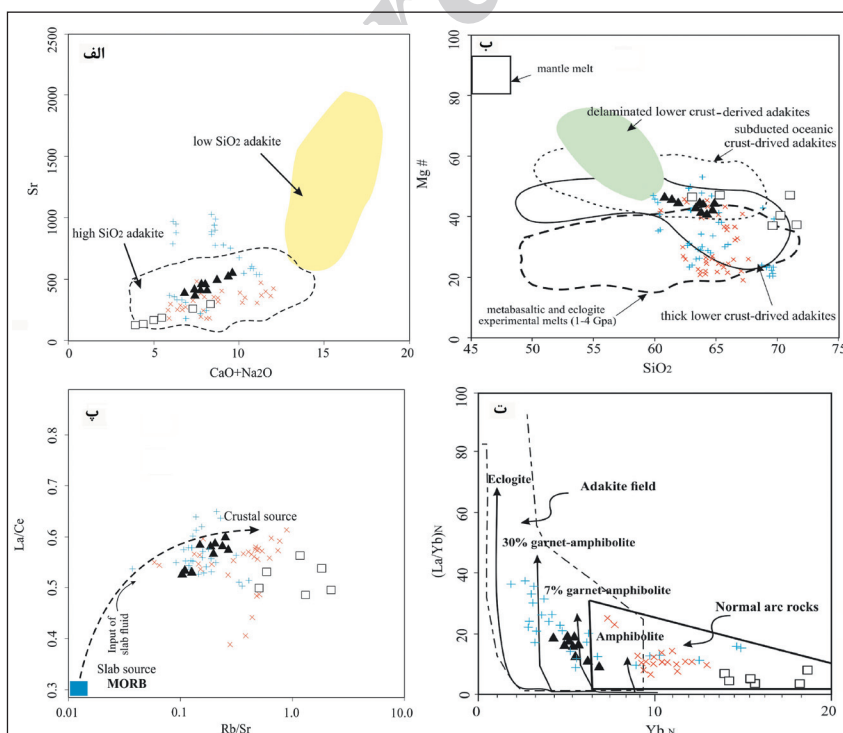 الف
2500
2000
1500
1000
500
0
Sr
low SiO2 adakite
high SiO2 adakite
0
5
10
15
20
CaO+Na2O
ب
100
80
60
40
20
0
Mg #
mantle melt
delaminated lower crust-derived adakites
subducted oceanic
crust-drived adakites
metabasaltic and eclogite
experimental melts (1-4 Gpa)
thick lower crust-drived adakites
45
50
55
60
65
70
75
SiO2
پ
0.8
0.7
0.6
0.5
0.4
0.3
La/Ce
Crustal source
Input of
slab fluid
Slab source
MORB
0.01
0.1
1.0
10.0
Rb/Sr
ت
100
80
60
40
20
0
(La/Yb)N
Eclogite
Adakite field
30% garnet-amphibolite
7% garnet-amphibolite
Amphibolite
Normal arc rocks
0
10
20
Yb N